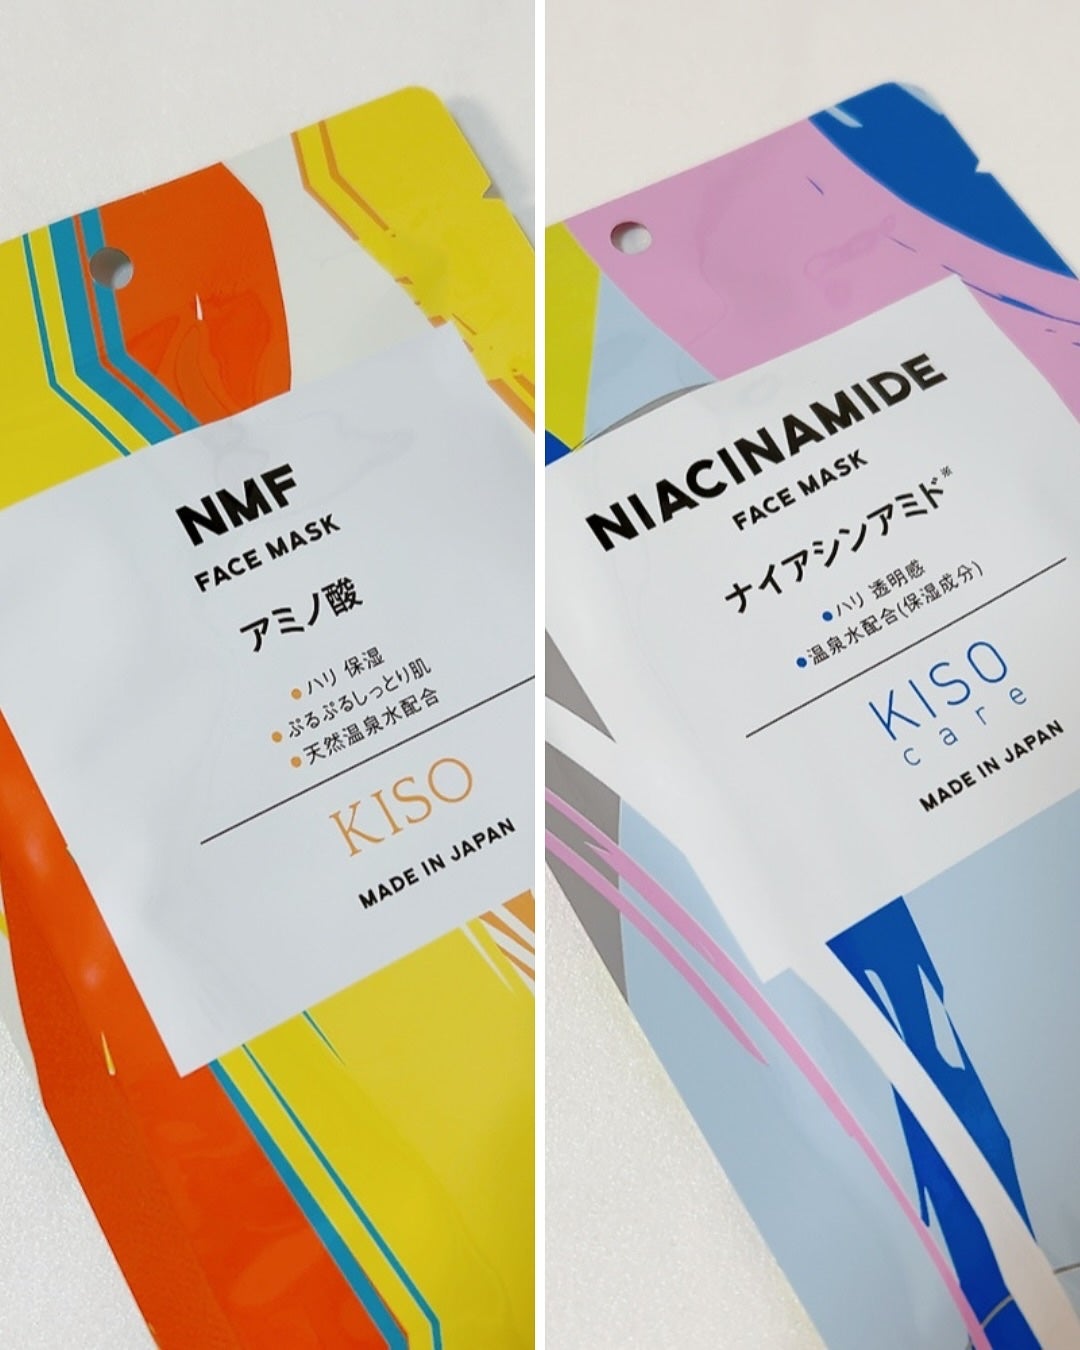 NMF
FACE MASK
アミノ酸
●ハリ 保湿
●ぷるぷるしっとり肌
●天然温泉水配合
KISO
MADE IN JAPAN
NIACINAMIDE
FACE MASK
ナイアシンアミド※
●ハリ 透明感
●温泉水配合(保湿成分)
KISO
care
MADE IN JAPAN